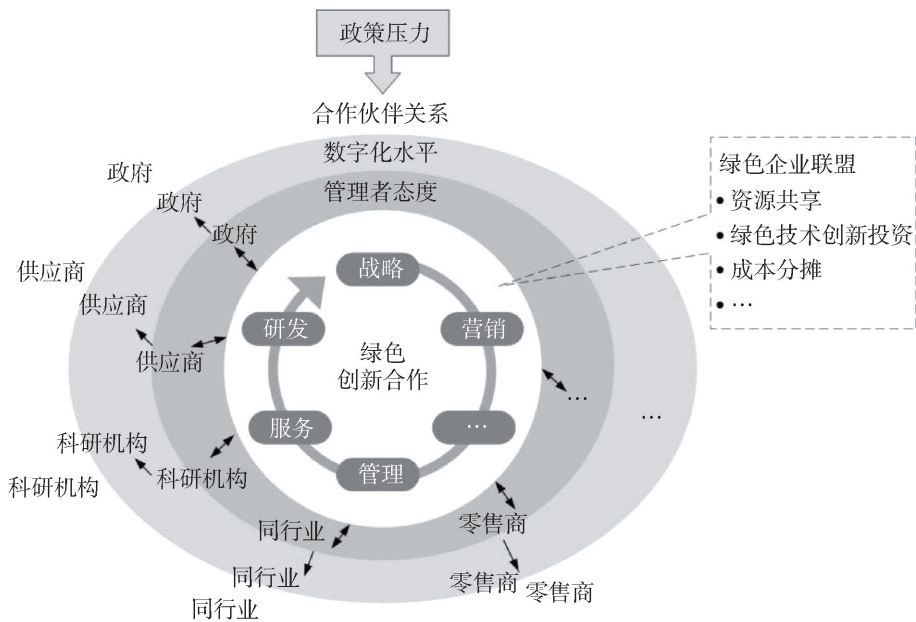 政策压力
合作伙伴关系
数字化水平
管理者态度
政府
政府
政府
供应商
供应商
供应商
科研机构
科研机构
科研机构
同行业
同行业
同行业
零售商
零售商
零售商
…
…
战略
研发
营销
绿色
创新合作
服务
…
管理
绿色企业联盟
• 资源共享
• 绿色技术创新投资
• 成本分摊
• …